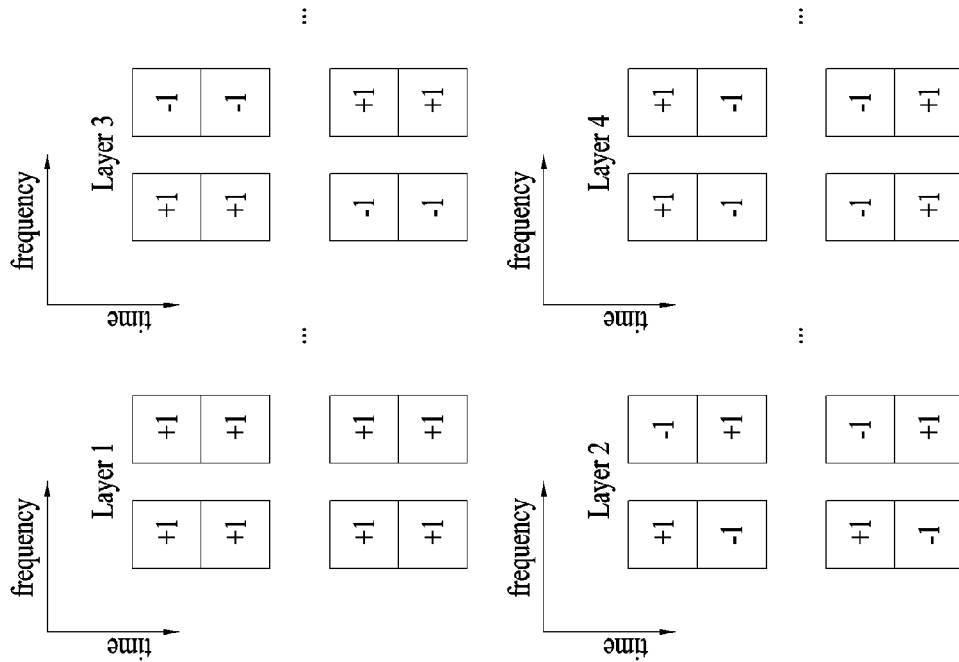 frequency frequency
time Layer 1 time Layer 3
+1 +1 +1 -1
+1 +1 +1 -1
... ...
+1 +1 -1 +1
+1 +1 -1 +1
frequency frequency
time Layer 2 time Layer 4
+1 -1 +1 +1
-1 +1 -1 -1
... ...
+1 -1 -1 -1
-1 +1 +1 +1